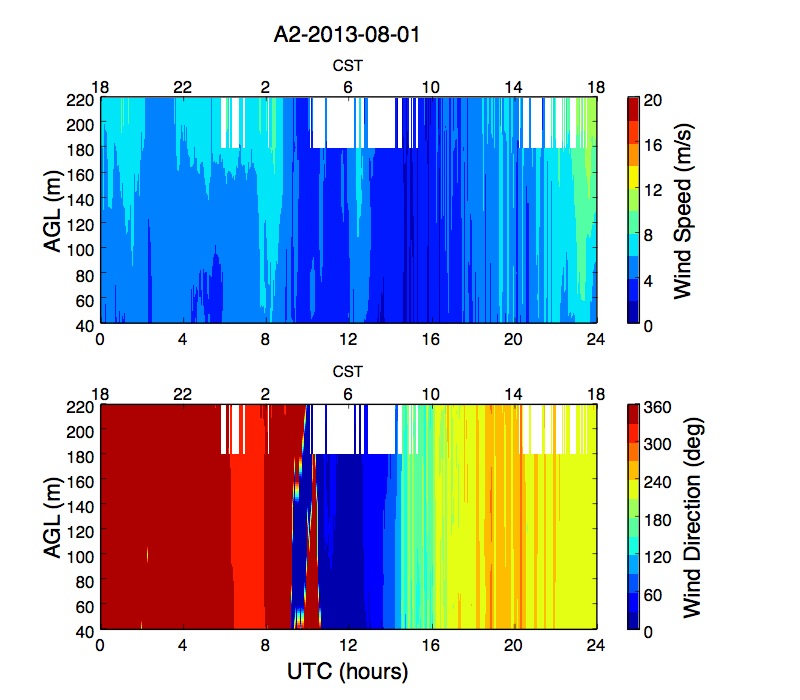 A2-2013-08-01
CST
18 22 2 6 10 14 18
220 200 180 160 140 120 100 80 60 40
AGL (m)
0 4 8 12 16 20 24
20 16 12 8 4 0
Wind Speed (m/s)
CST
18 22 2 6 10 14 18
220 200 180 160 140 120 100 80 60 40
AGL (m)
0 4 8 12 16 20 24
UTC (hours)
360 300 240 180 120 60 0
Wind Direction (deg)